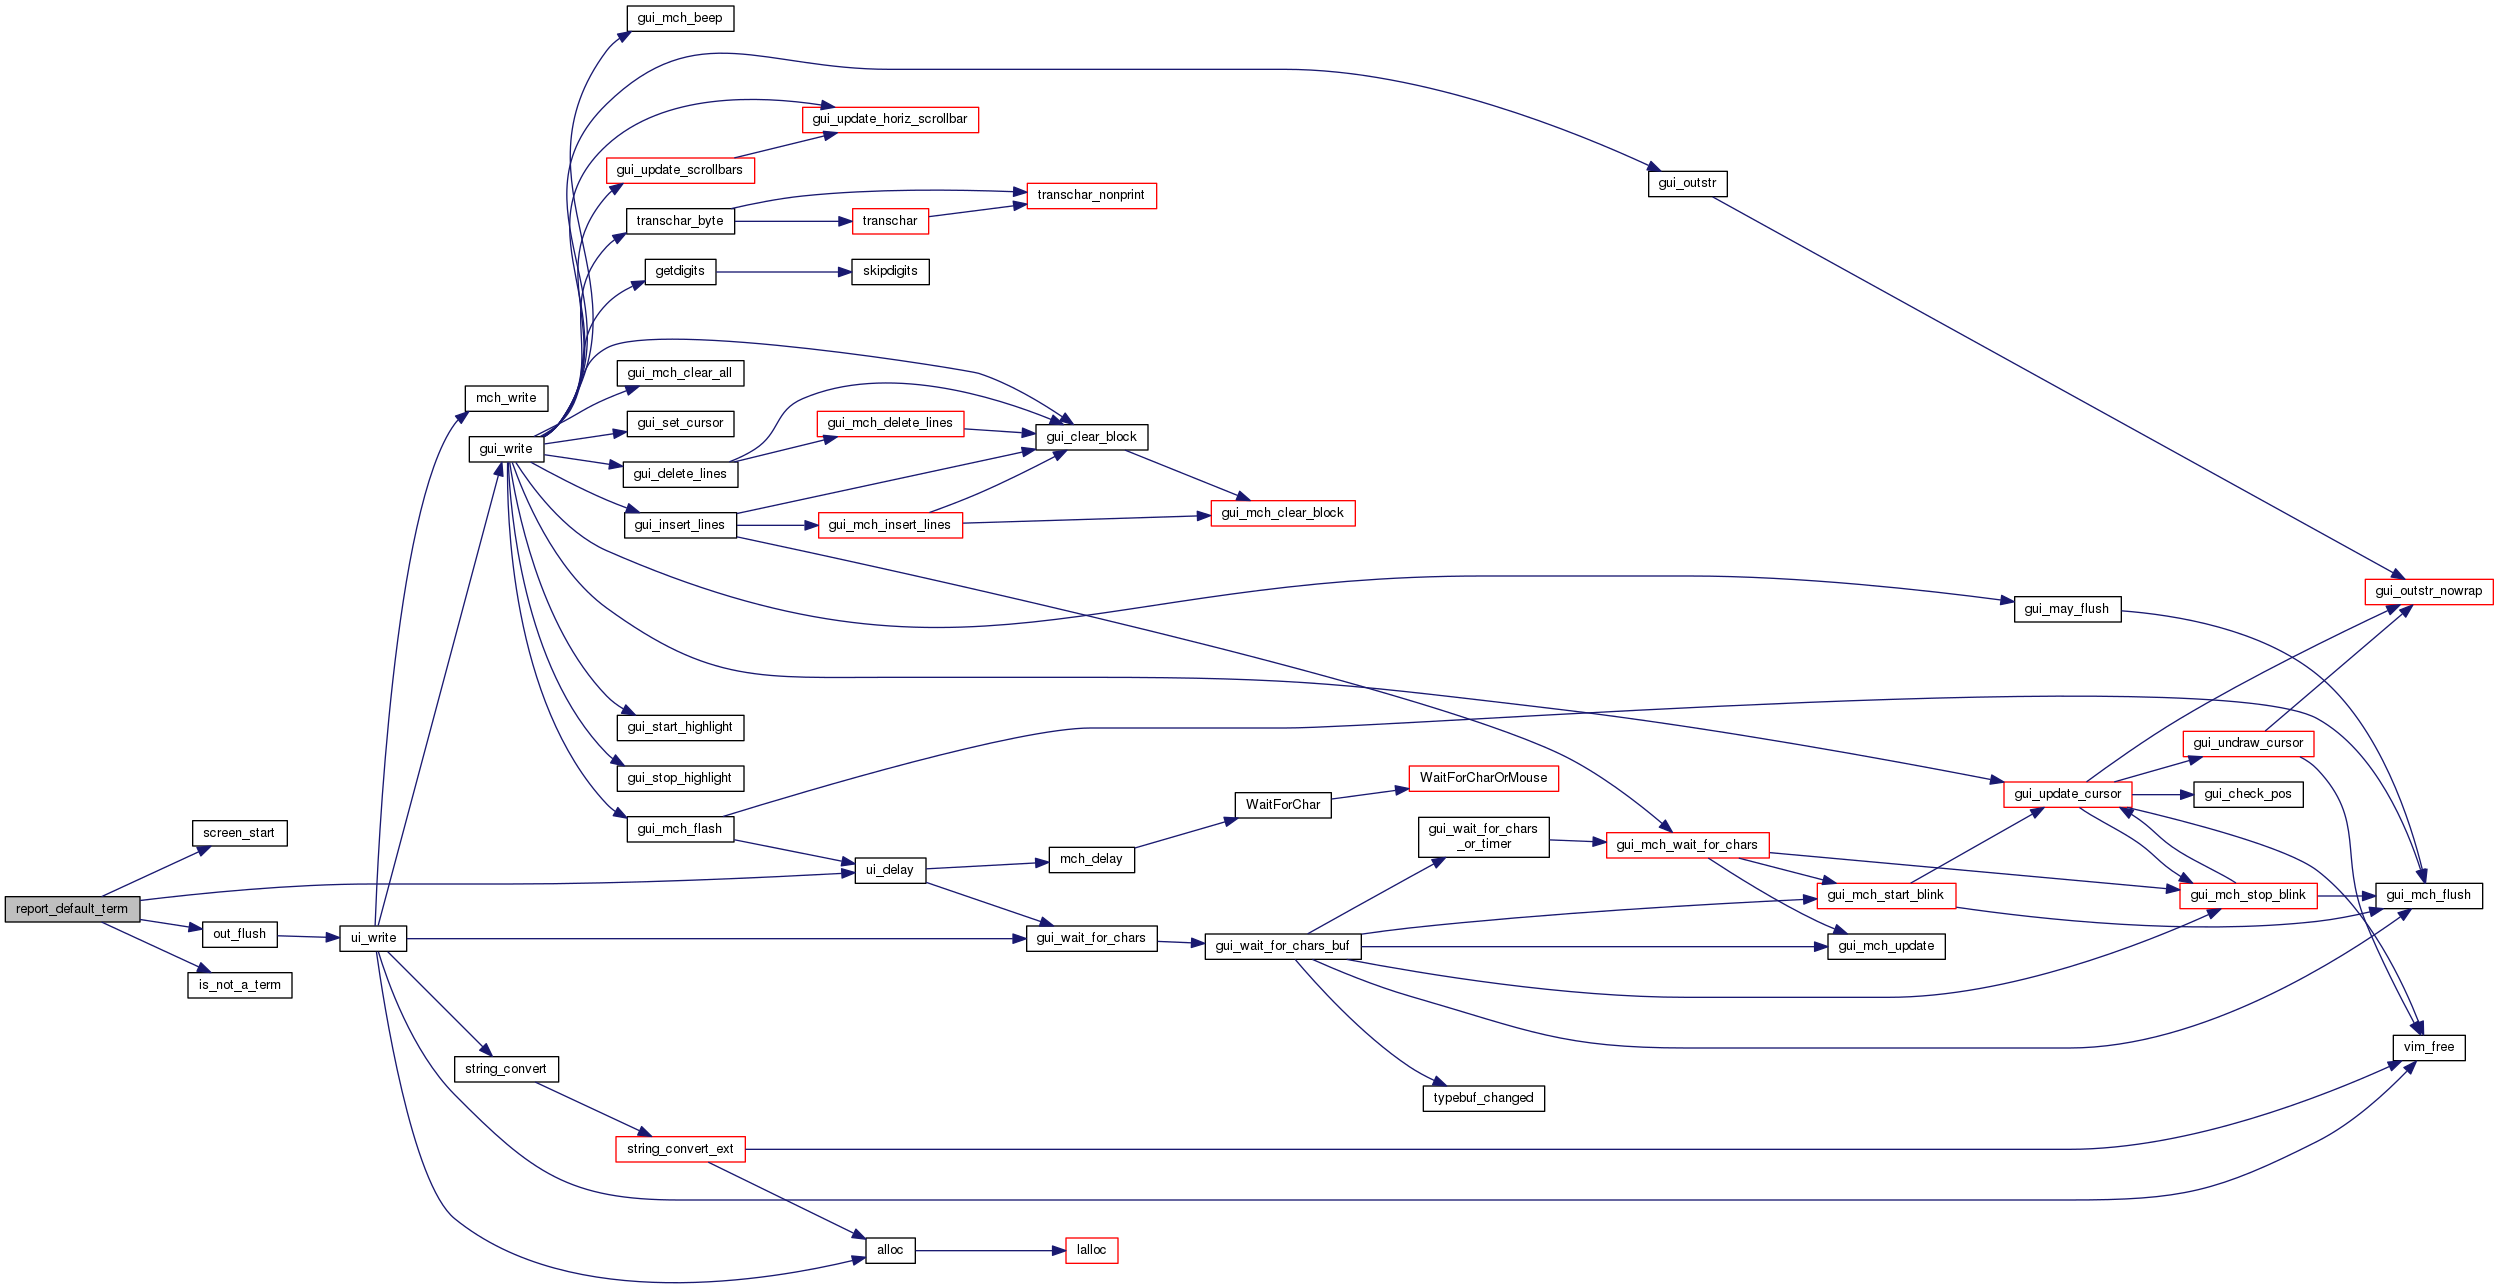 gui_mch_beep
gui_update_horiz_scrollbar
gui_update_scrollbars
gui_outstr
transchar_nonprint
transchar_byte
transchar
getdigits
skipdigits
gui_mch_clear_all
mch_write
gui_set_cursor
gui_mch_delete_lines
gui_clear_block
gui_write
gui_delete_lines
gui_mch_clear_block
gui_insert_lines
gui_mch_insert_lines
gui_outstr_nowrap
gui_may_flush
gui_start_highlight
gui_undraw_cursor
gui_stop_highlight
WaitForCharOrMouse
gui_update_cursor
gui_check_pos
WaitForChar
screen_start
gui_mch_flash
gui_wait_for_chars
_or_timer
gui_mch_wait_for_chars
mch_delay
ui_delay
gui_mch_start_blink
gui_mch_stop_blink
gui_mch_flush
report_default_term
out_flush
ui_write
gui_wait_for_chars
gui_wait_for_chars_buf
gui_mch_update
is_not_a_term
vim_free
string_convert
typebuf_changed
string_convert_ext
alloc
lalloc